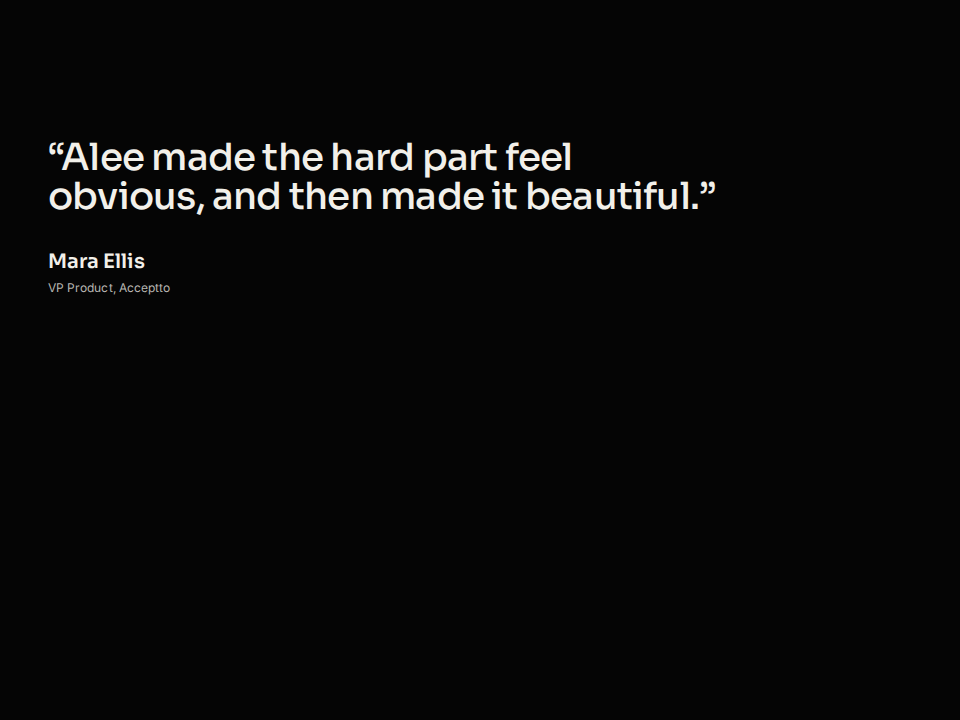 “Alee made the hard part feel
obvious, and then made it beautiful.”
Mara Ellis
VP Product, Acceptto